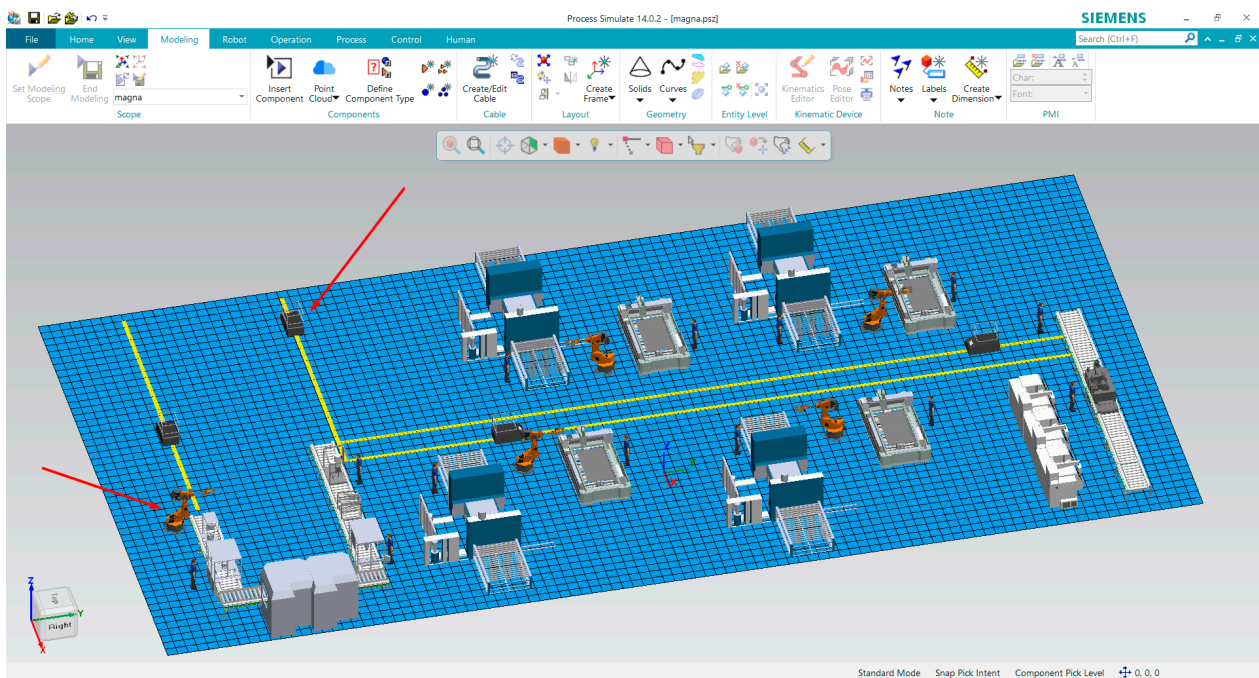 Process Simulate 14.0.2 - [magna.psz]
SIEMENS
File Home View Modeling Robot Operation Process Control Human
Search (Ctrl+F)
Set Modeling Scope
End Modeling
magna
Scope
Insert Component
Point Cloud
Define Component Type
Components
Create/Edit Cable
Cable
Create Frame
Layout
Solids
Curves
Geometry
Entity Level
Kinematics Editor
Pose Editor
Kinematic Device
Notes
Labels
Create Dimension
Note
Char:
Font:
PMI
Z
Top
Y
Right
X
Standard Mode Snap Pick Intent Component Pick Level 0, 0, 0